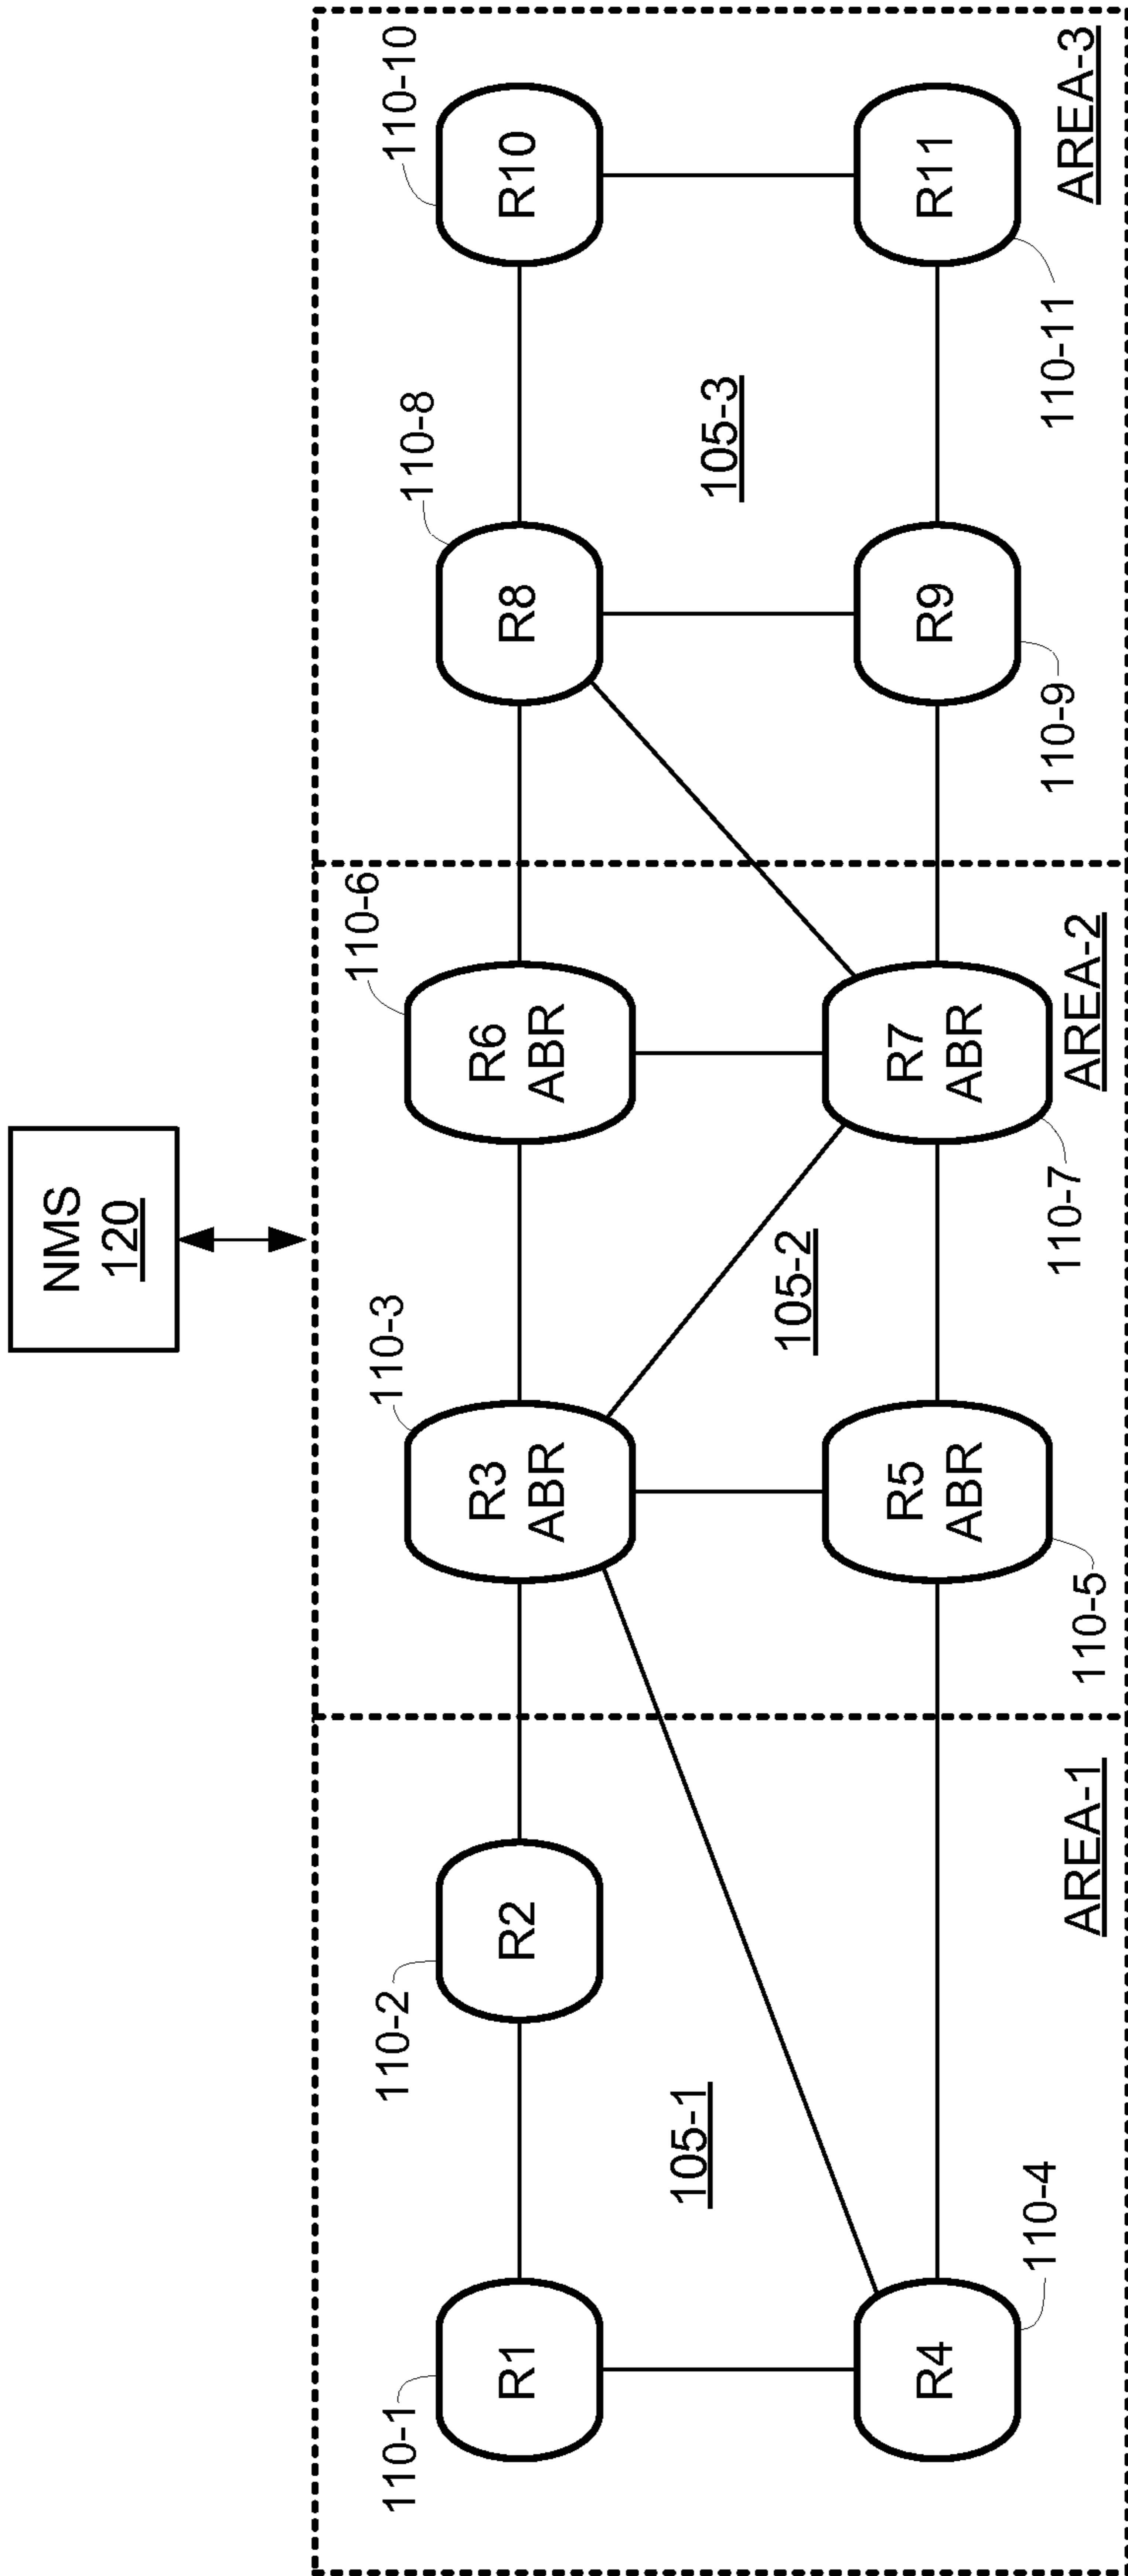 NMS
120
110-1
110-2
110-3
110-6
110-8
110-10
R1
R2
R3
ABR
R6
ABR
R8
R10
105-1
105-2
105-3
R4
R5
ABR
R7
ABR
R9
R11
110-4
110-5
110-7
110-9
110-11
AREA-1
AREA-2
AREA-3